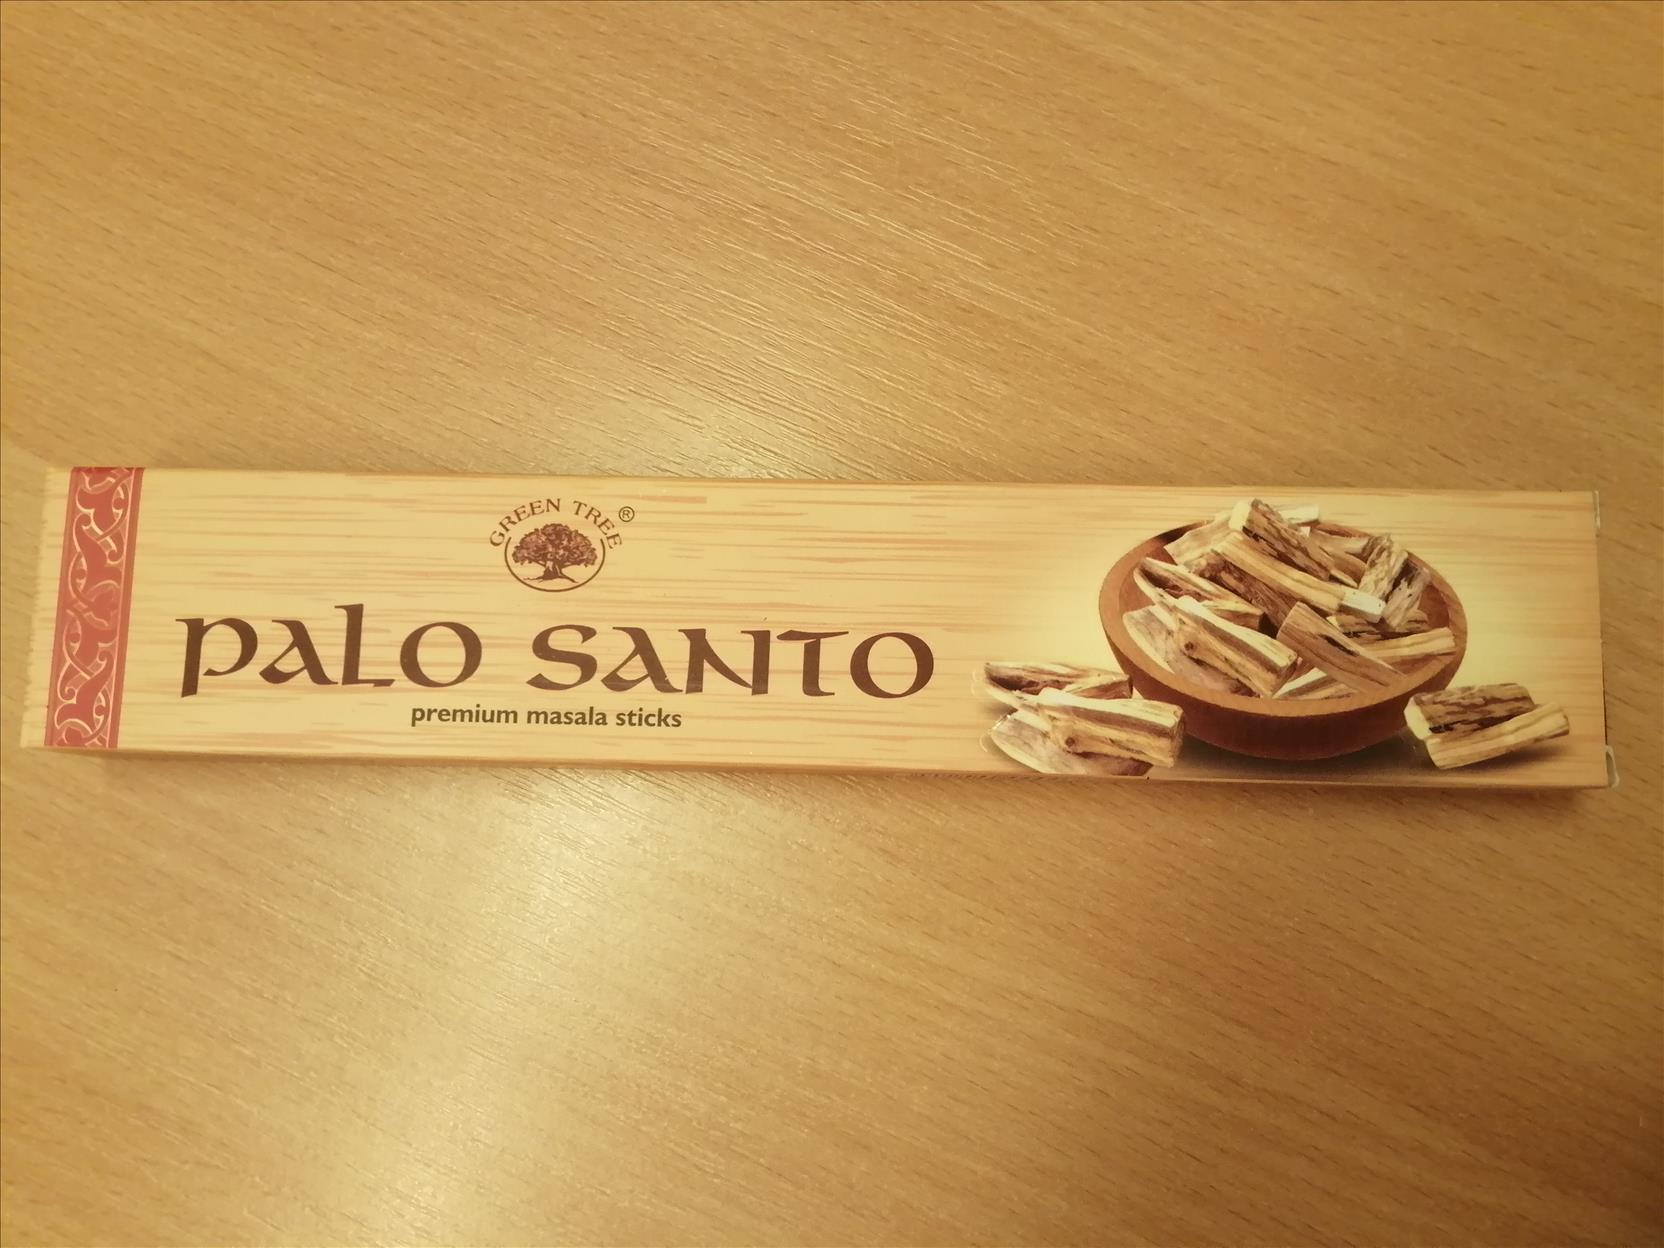 GREEN TREE ®
PALO SANTO
premium masala sticks